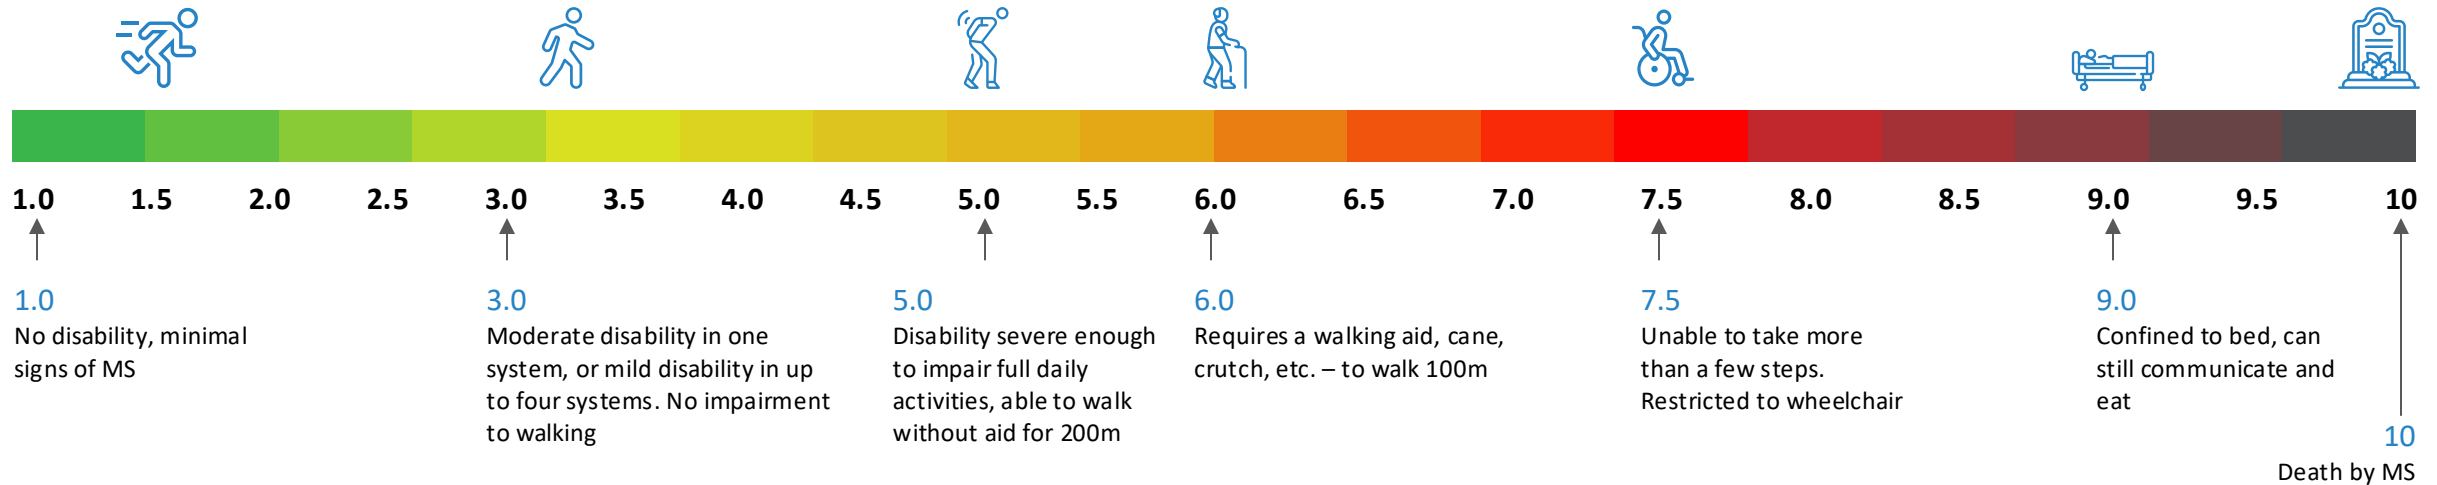 1.0 1.5 2.0 2.5 3.0 3.5 4.0 4.5 5.0 5.5 6.0 6.5 7.0 7.5 8.0 8.5 9.0 9.5 10
1.0
No disability, minimal
signs of MS
3.0
Moderate disability in one
system, or mild disability in up
to four systems. No impairment
to walking
5.0
Disability severe enough
to impair full daily
activities, able to walk
without aid for 200m
6.0
Requires a walking aid, cane,
crutch, etc. – to walk 100m
7.5
Unable to take more
than a few steps.
Restricted to wheelchair
9.0
Confined to bed, can
still communicate and
eat
10
Death by MS